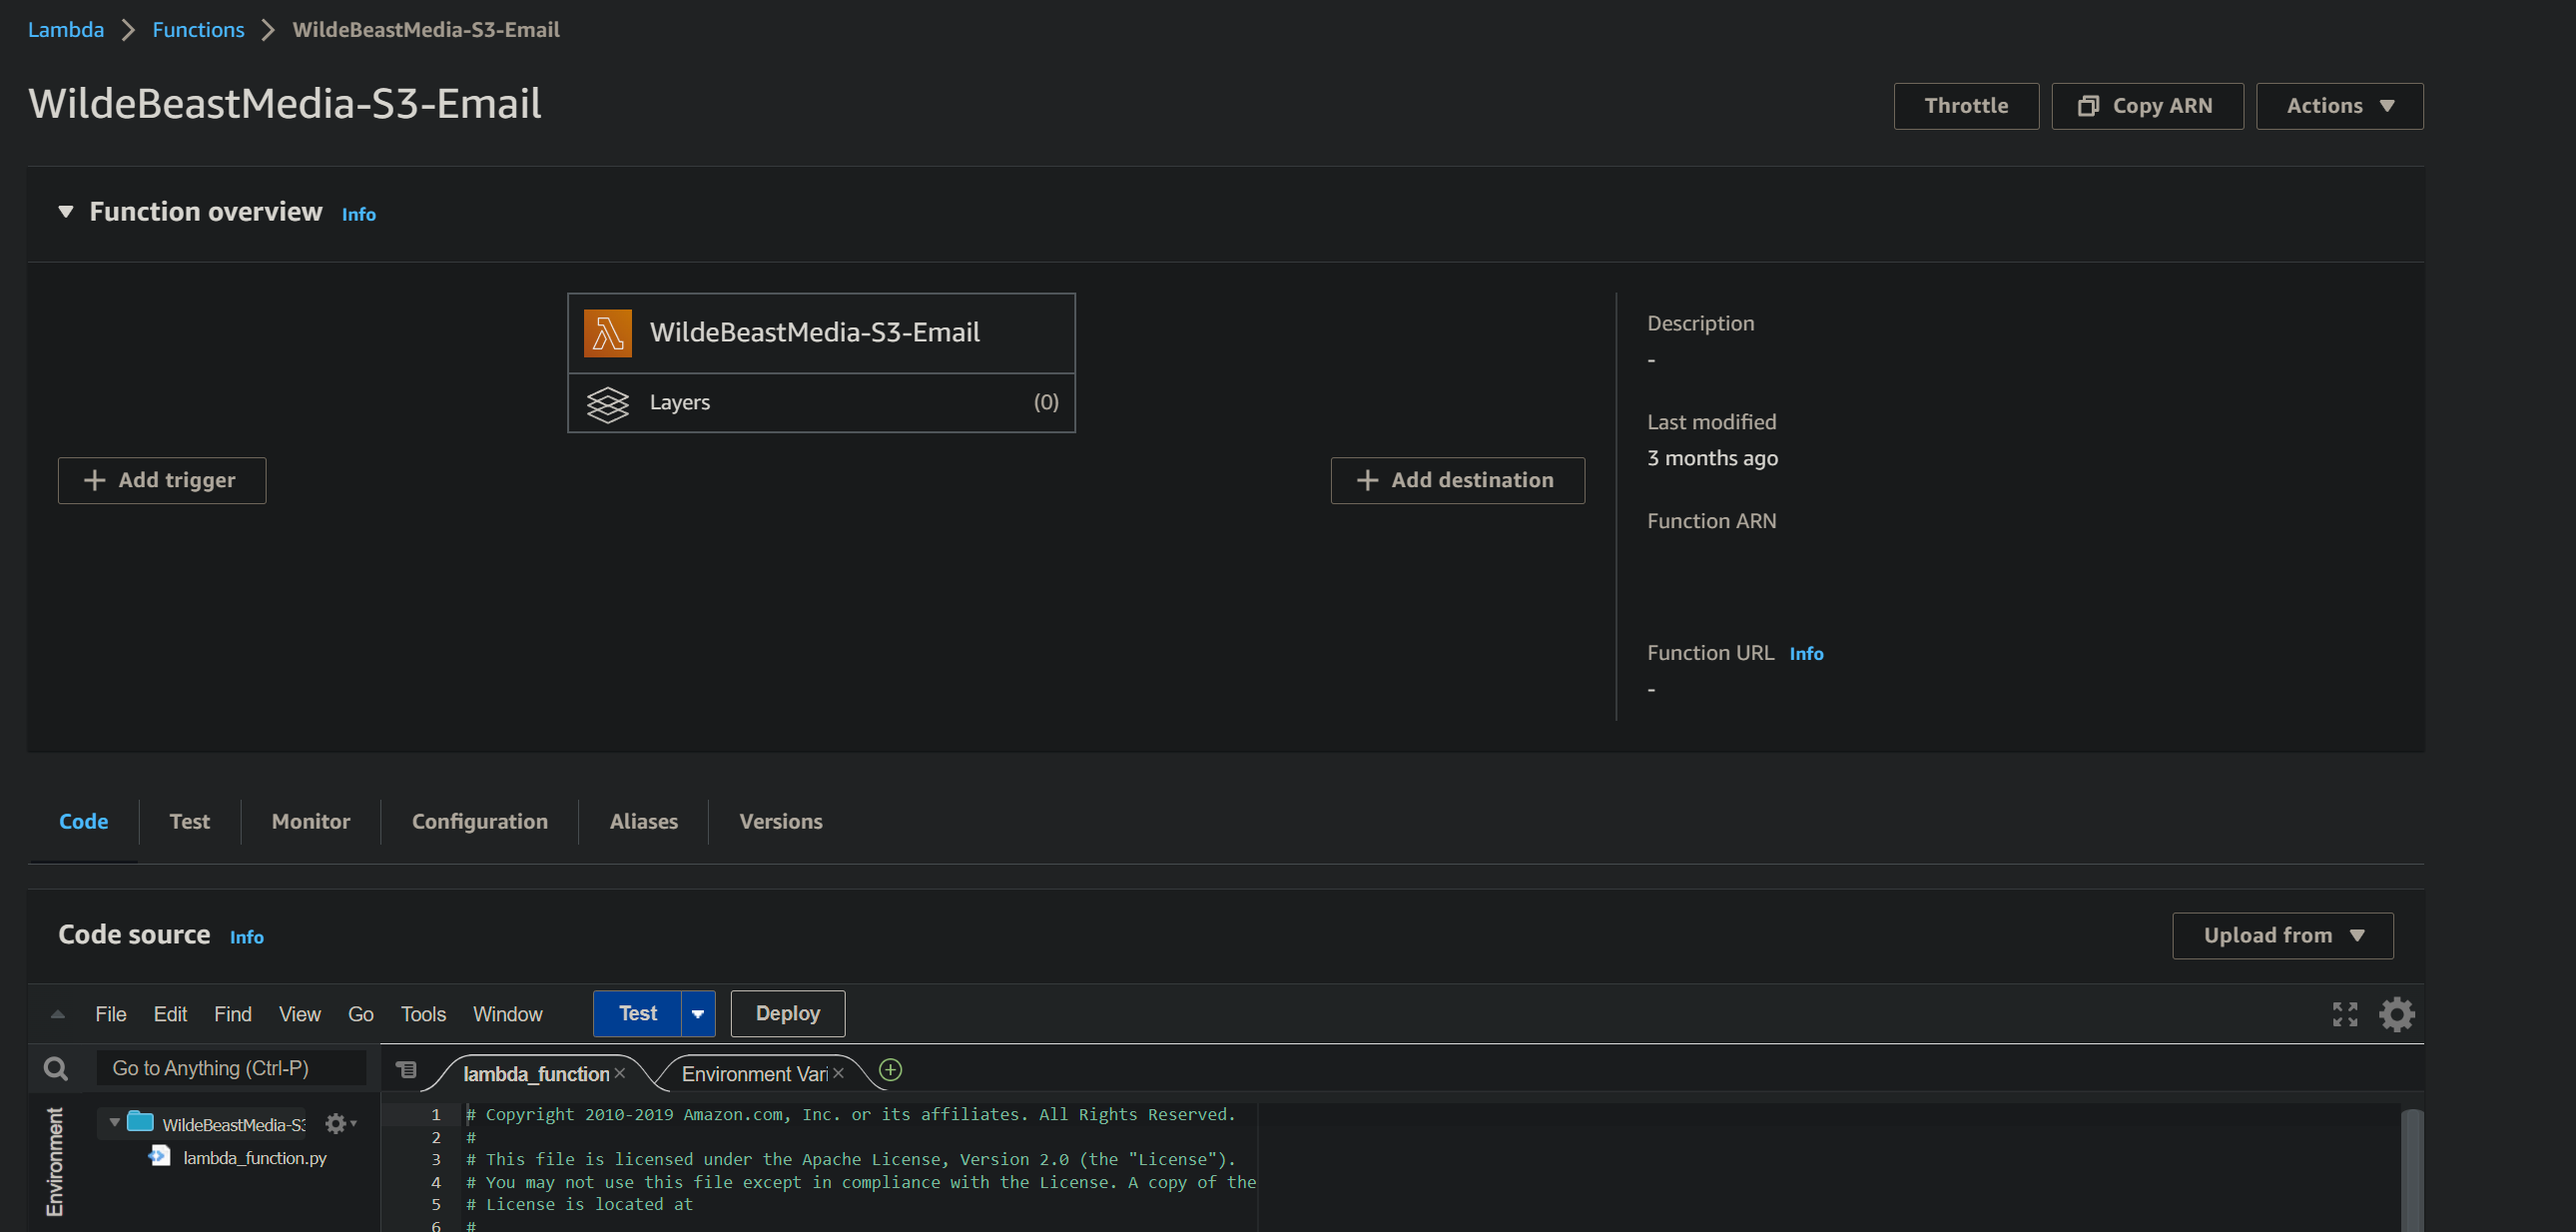 Lambda > Functions > WildeBeastMedia-S3-Email
WildeBeastMedia-S3-Email
Throttle Copy ARN Actions
Function overview Info
WildeBeastMedia-S3-Email
Layers (0)
Add trigger
Add destination
Description
-
Last modified
3 months ago
Function ARN
Function URL Info
-
Code Test Monitor Configuration Aliases Versions
Code source Info
Upload from
File Edit Find View Go Tools Window Test Deploy
Go to Anything (Ctrl-P)
lambda_function × Environment Vari ×
Environment
WildeBeastMedia-S3
lambda_function.py
1 # Copyright 2010-2019 Amazon.com, Inc. or its affiliates. All Rights Reserved.
2 #
3 # This file is licensed under the Apache License, Version 2.0 (the "License").
4 # You may not use this file except in compliance with the License. A copy of the
5 # License is located at
6 #